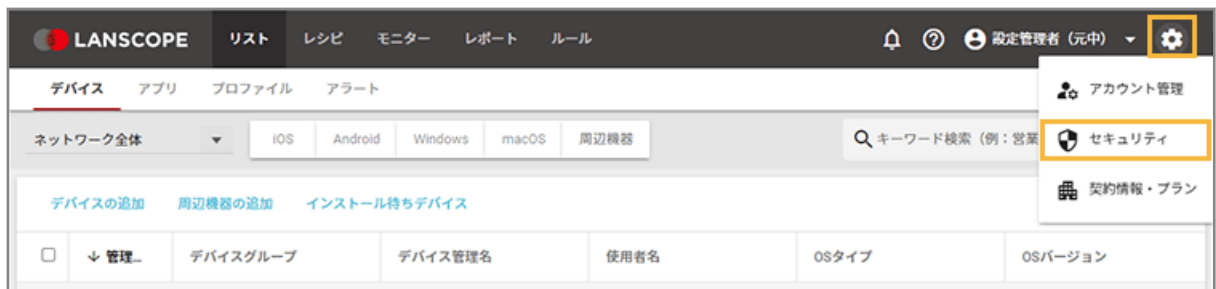 LANSCOPE リスト レシピ モニター レポート ルール 設定管理者（元中）
デバイス アプリ プロファイル アラート
アカウント管理
ネットワーク全体 iOS Android Windows macOS 周辺機器 キーワード検索（例：営業
セキュリティ
デバイスの追加 周辺機器の追加 インストール待ちデバイス
契約情報・プラン
管理... デバイスグループ デバイス管理名 使用者名 OSタイプ OSバージョン